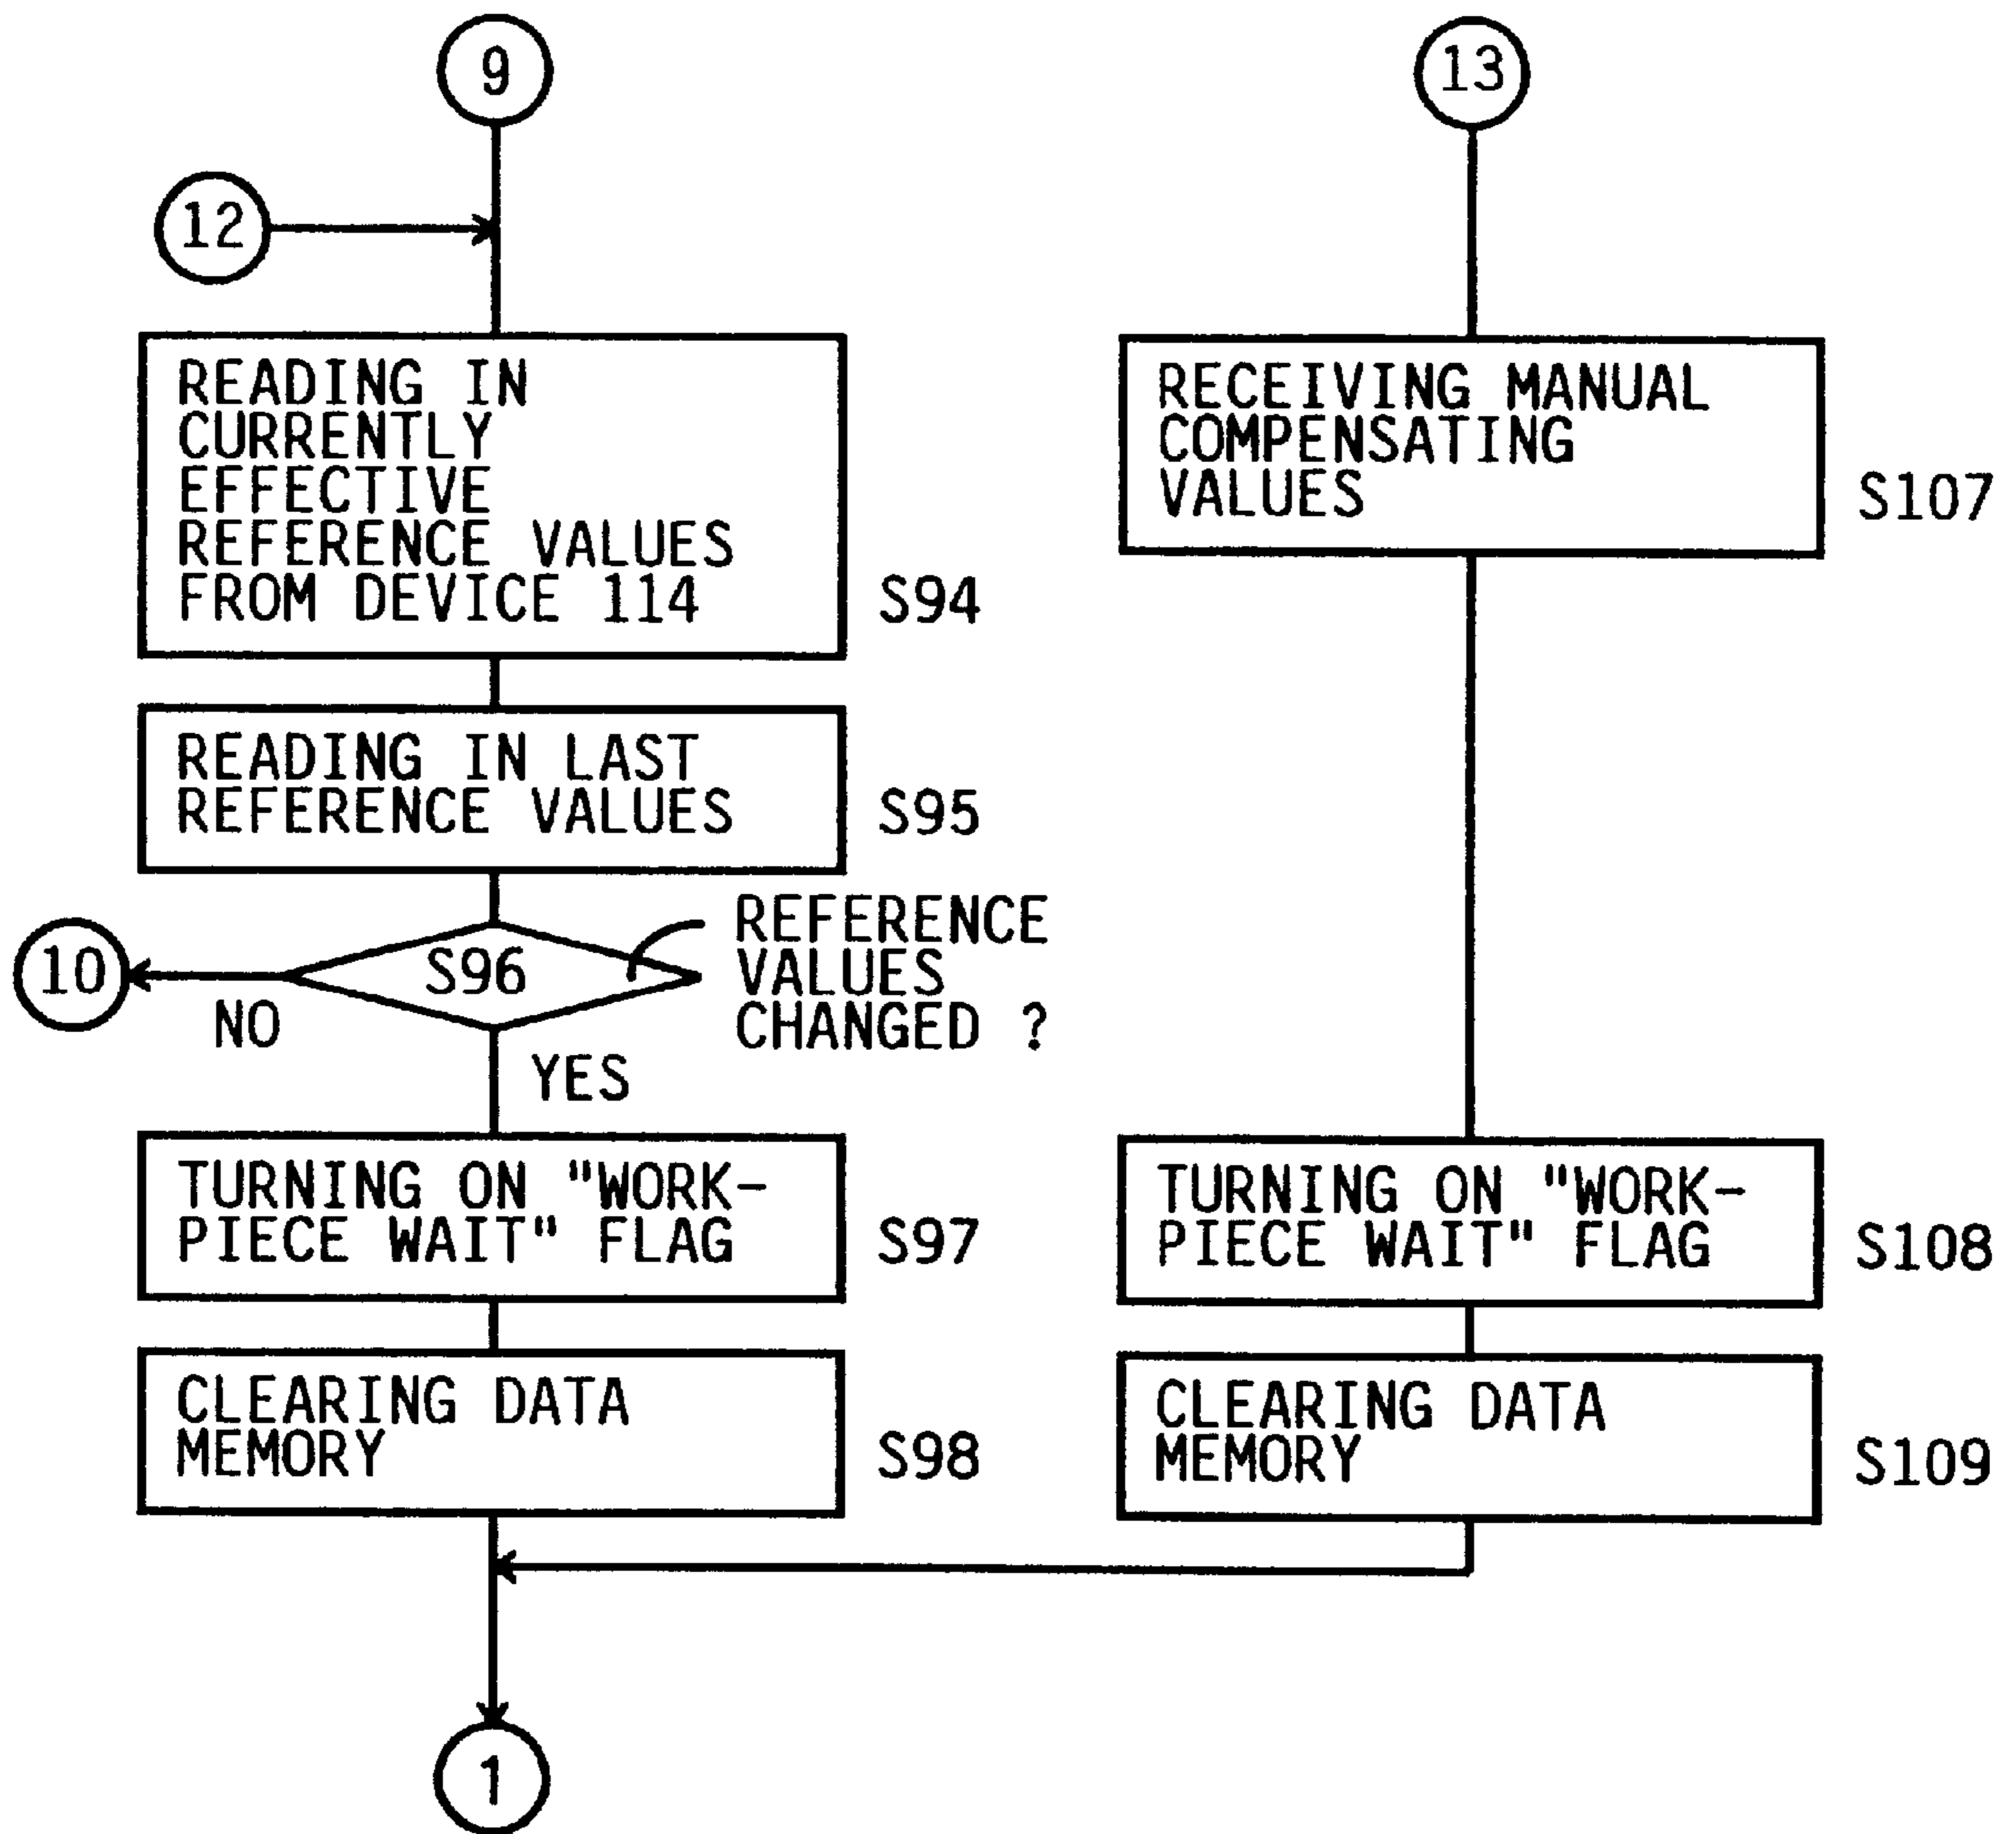 9
12
READING IN
CURRENTLY
EFFECTIVE
REFERENCE VALUES
FROM DEVICE 114
S94
READING IN LAST
REFERENCE VALUES
S95
10
S96
REFERENCE
VALUES
CHANGED ?
NO
YES
TURNING ON "WORK-
PIECE WAIT" FLAG
S97
CLEARING DATA
MEMORY
S98
1
13
RECEIVING MANUAL
COMPENSATING
VALUES
S107
TURNING ON "WORK-
PIECE WAIT" FLAG
S108
CLEARING DATA
MEMORY
S109